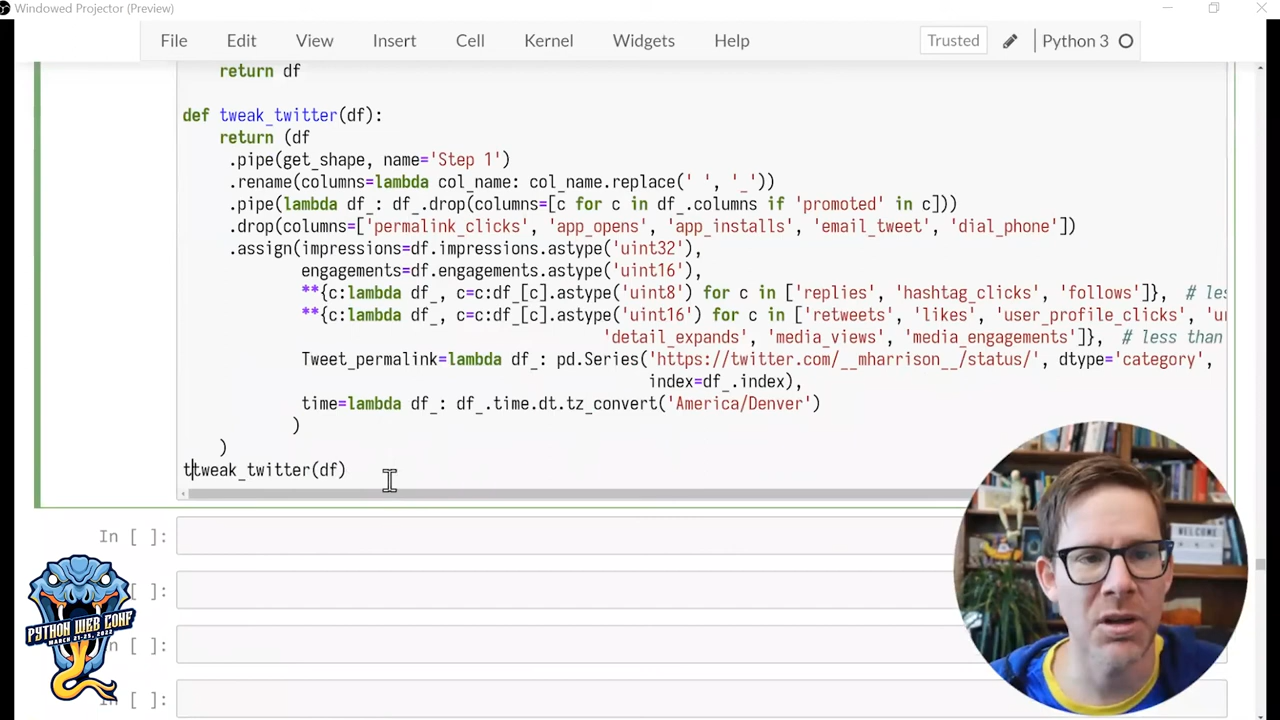 Windowed Projector (Preview)
File Edit View Insert Cell Kernel Widgets Help Trusted Python 3
return df
def tweak_twitter(df):
return (df
.pipe(get_shape, name='Step 1')
.rename(columns=lambda col_name: col_name.replace(' ', '_'))
.pipe(lambda df_: df_.drop(columns=[c for c in df_.columns if 'promoted' in c]))
.drop(columns=['permalink_clicks', 'app_opens', 'app_installs', 'email_tweet', 'dial_phone'])
.assign(impressions=df.impressions.astype('uint32'),
engagements=df.engagements.astype('uint16'),
**{c:lambda df_, c=c:df_[c].astype('uint8') for c in ['replies', 'hashtag_clicks', 'follows']}, # les
**{c:lambda df_, c=c:df_[c].astype('uint16') for c in ['retweets', 'likes', 'user_profile_clicks', 'ur
'detail_expands', 'media_views', 'media_engagements']}, # less than
Tweet_permalink=lambda df_: pd.Series('https://twitter.com/__mharrison__/status/', dtype='category',
index=df_.index),
time=lambda df_: df_.time.dt.tz_convert('America/Denver')
)
)
ttweak_twitter(df)
In [ ]:
]:
n [ ]:
[ ]:
PYTHON WEB CONF
MARCH 21-25, 2022
WELCOME